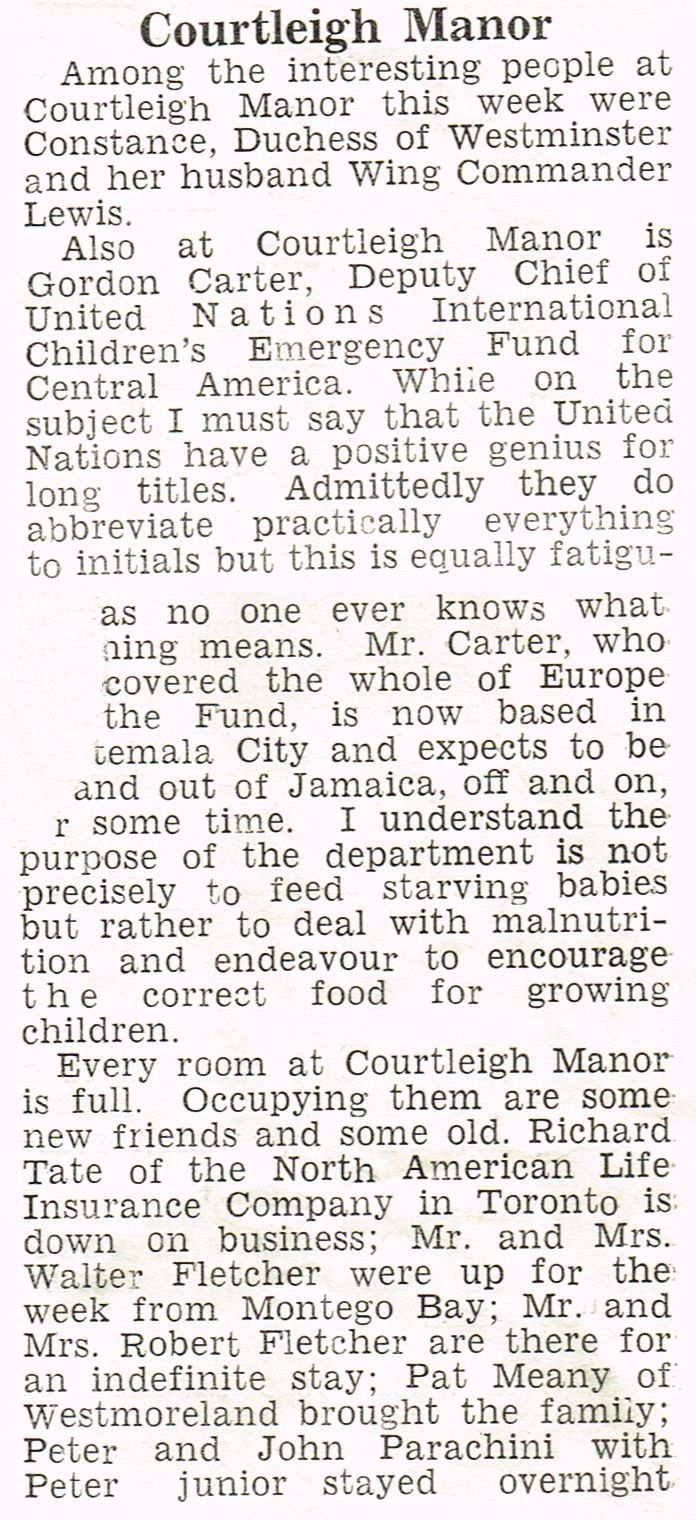 Courtleigh Manor
Among the interesting people at
Courtleigh Manor this week were
Constance, Duchess of Westminster
and her husband Wing Commander
Lewis.
Also at Courtleigh Manor is
Gordon Carter, Deputy Chief of
United Nations International
Children's Emergency Fund for
Central America. While on the
subject I must say that the United
Nations have a positive genius for
long titles. Admittedly they do
abbreviate practically everything
to initials but this is equally fatigu-
as no one ever knows what
ning means. Mr. Carter, who
covered the whole of Europe
the Fund, is now based in
temala City and expects to be
and out of Jamaica, off and on,
r some time. I understand the
purpose of the department is not
precisely to feed starving babies
but rather to deal with malnutri-
tion and endeavour to encourage
the correct food for growing
children.
Every room at Courtleigh Manor
is full. Occupying them are some
new friends and some old. Richard
Tate of the North American Life
Insurance Company in Toronto is
down on business; Mr. and Mrs.
Walter Fletcher were up for the
week from Montego Bay; Mr. and
Mrs. Robert Fletcher are there for
an indefinite stay; Pat Meany of
Westmoreland brought the family;
Peter and John Parachini with
Peter junior stayed overnight